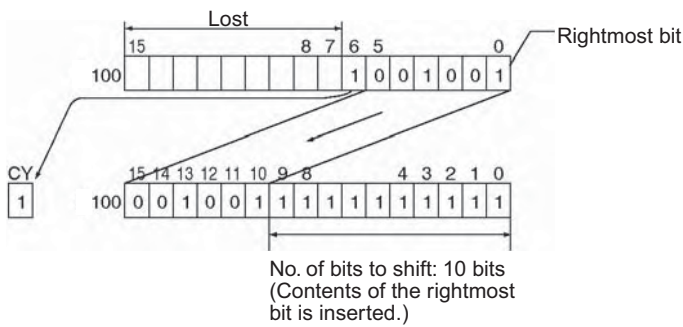 Lost
15 8 7 6 5 0
Rightmost bit
100 1 0 0 1 0 0 1
CY
15 14 13 12 11 10 9 8 4 3 2 1 0
1
100 0 0 1 0 0 1 1 1 1 1 1 1 1 1 1 1
No. of bits to shift: 10 bits
(Contents of the rightmost
bit is inserted.)